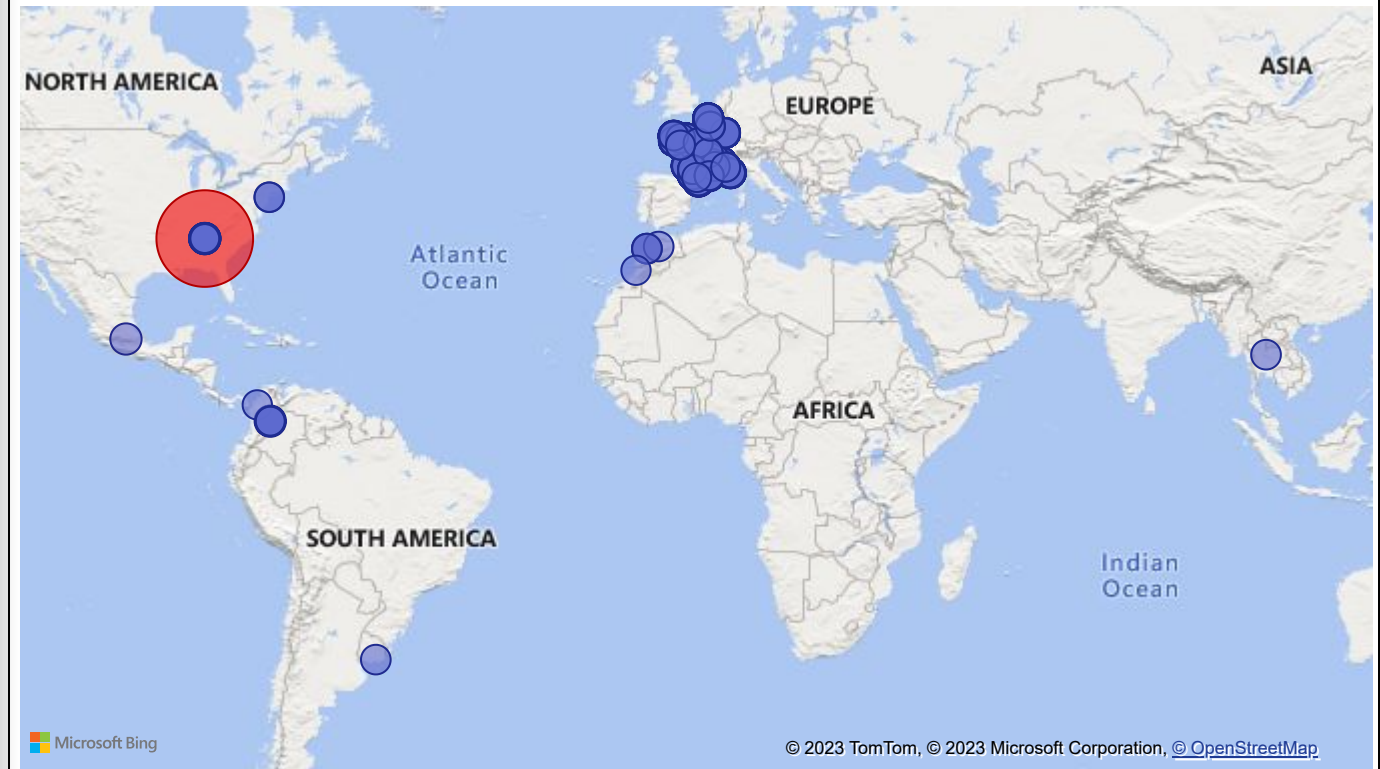 NORTH AMERICA
ASIA
EUROPE
Atlantic
Ocean
AFRICA
SOUTH AMERICA
Indian
Ocean
Microsoft Bing
© 2023 TomTom, © 2023 Microsoft Corporation, © OpenStreetMap